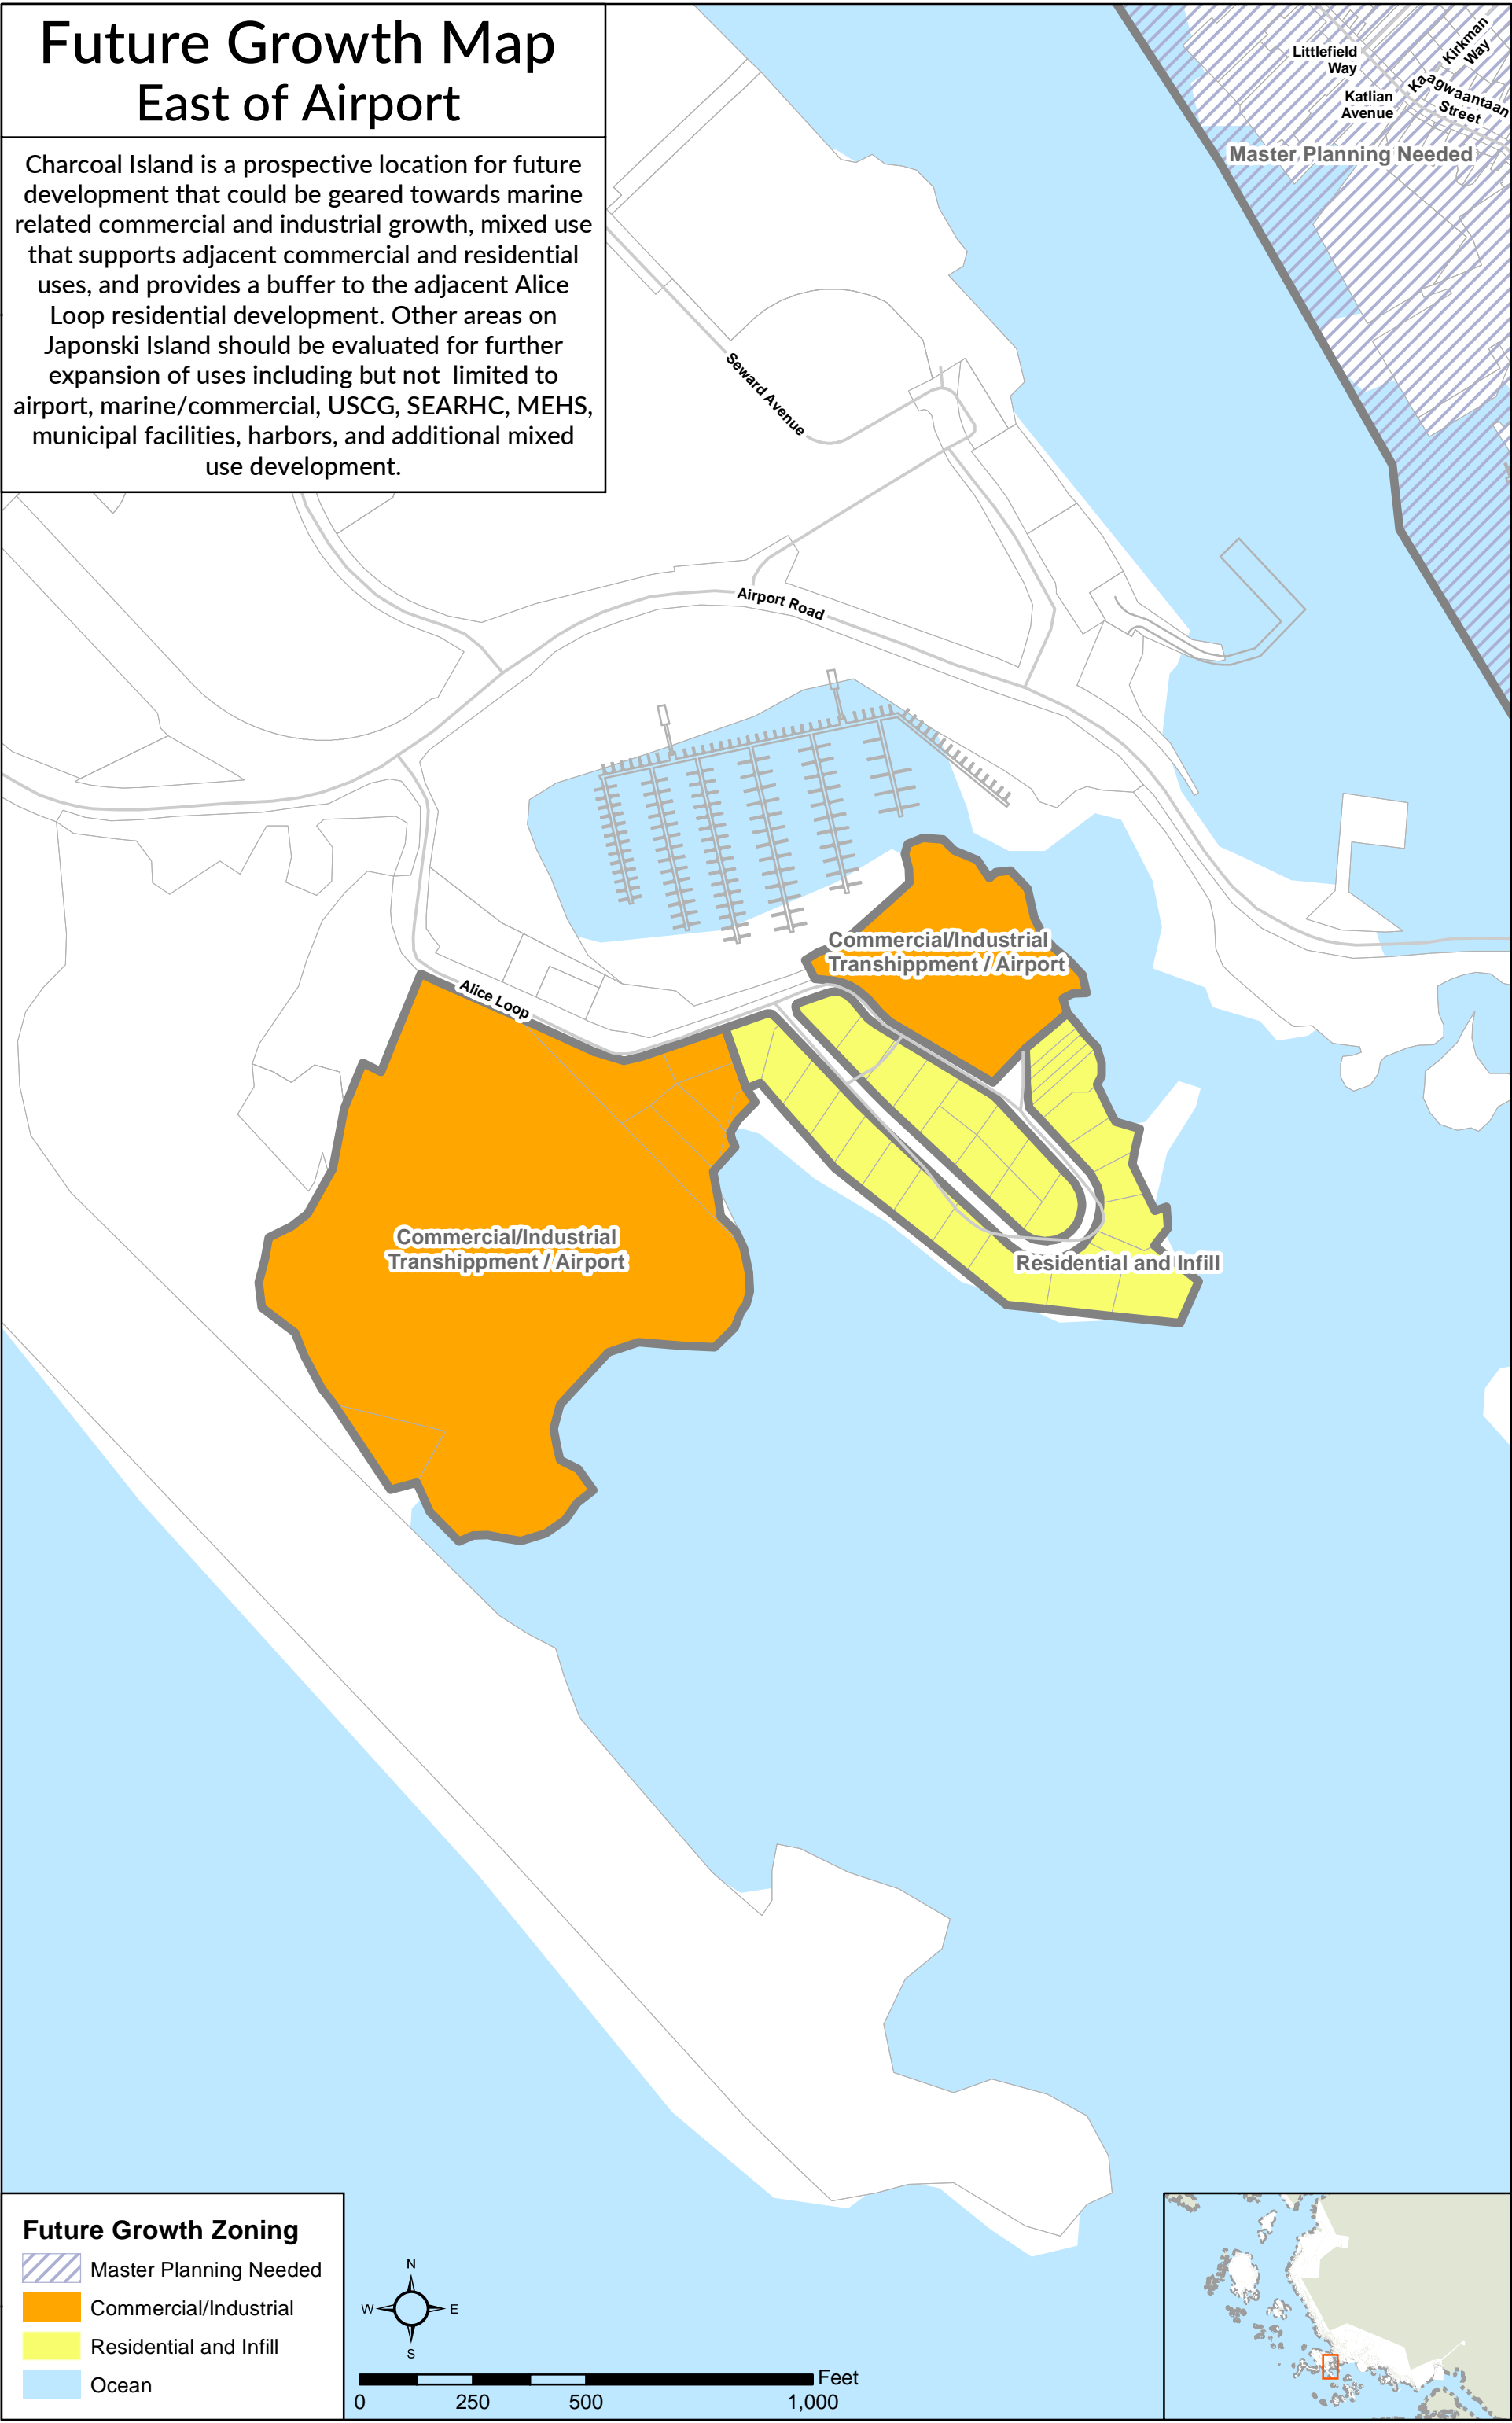 Future Growth Map
East of Airport
Charcoal Island is a prospective location for future
development that could be geared towards marine
related commercial and industrial growth, mixed use
that supports adjacent commercial and residential
uses, and provides a buffer to the adjacent Alice
Loop residential development. Other areas on
Japonski Island should be evaluated for further
expansion of uses including but not limited to
airport, marine/commercial, USCG, SEARHC, MEHS,
municipal facilities, harbors, and additional mixed
use development.
Littlefield
Way
Kirkman
Way
Katlian
Avenue
Kaagwaantaan
Street
Master Planning Needed
Seward Avenue
Airport Road
Commercial/Industrial
Transhippment / Airport
Alice Loop
Commercial/Industrial
Transhippment / Airport
Residential and Infill
Future Growth Zoning
Master Planning Needed
Commercial/Industrial
Residential and Infill
Ocean
N
W
E
S
Feet
0
250
500
1,000